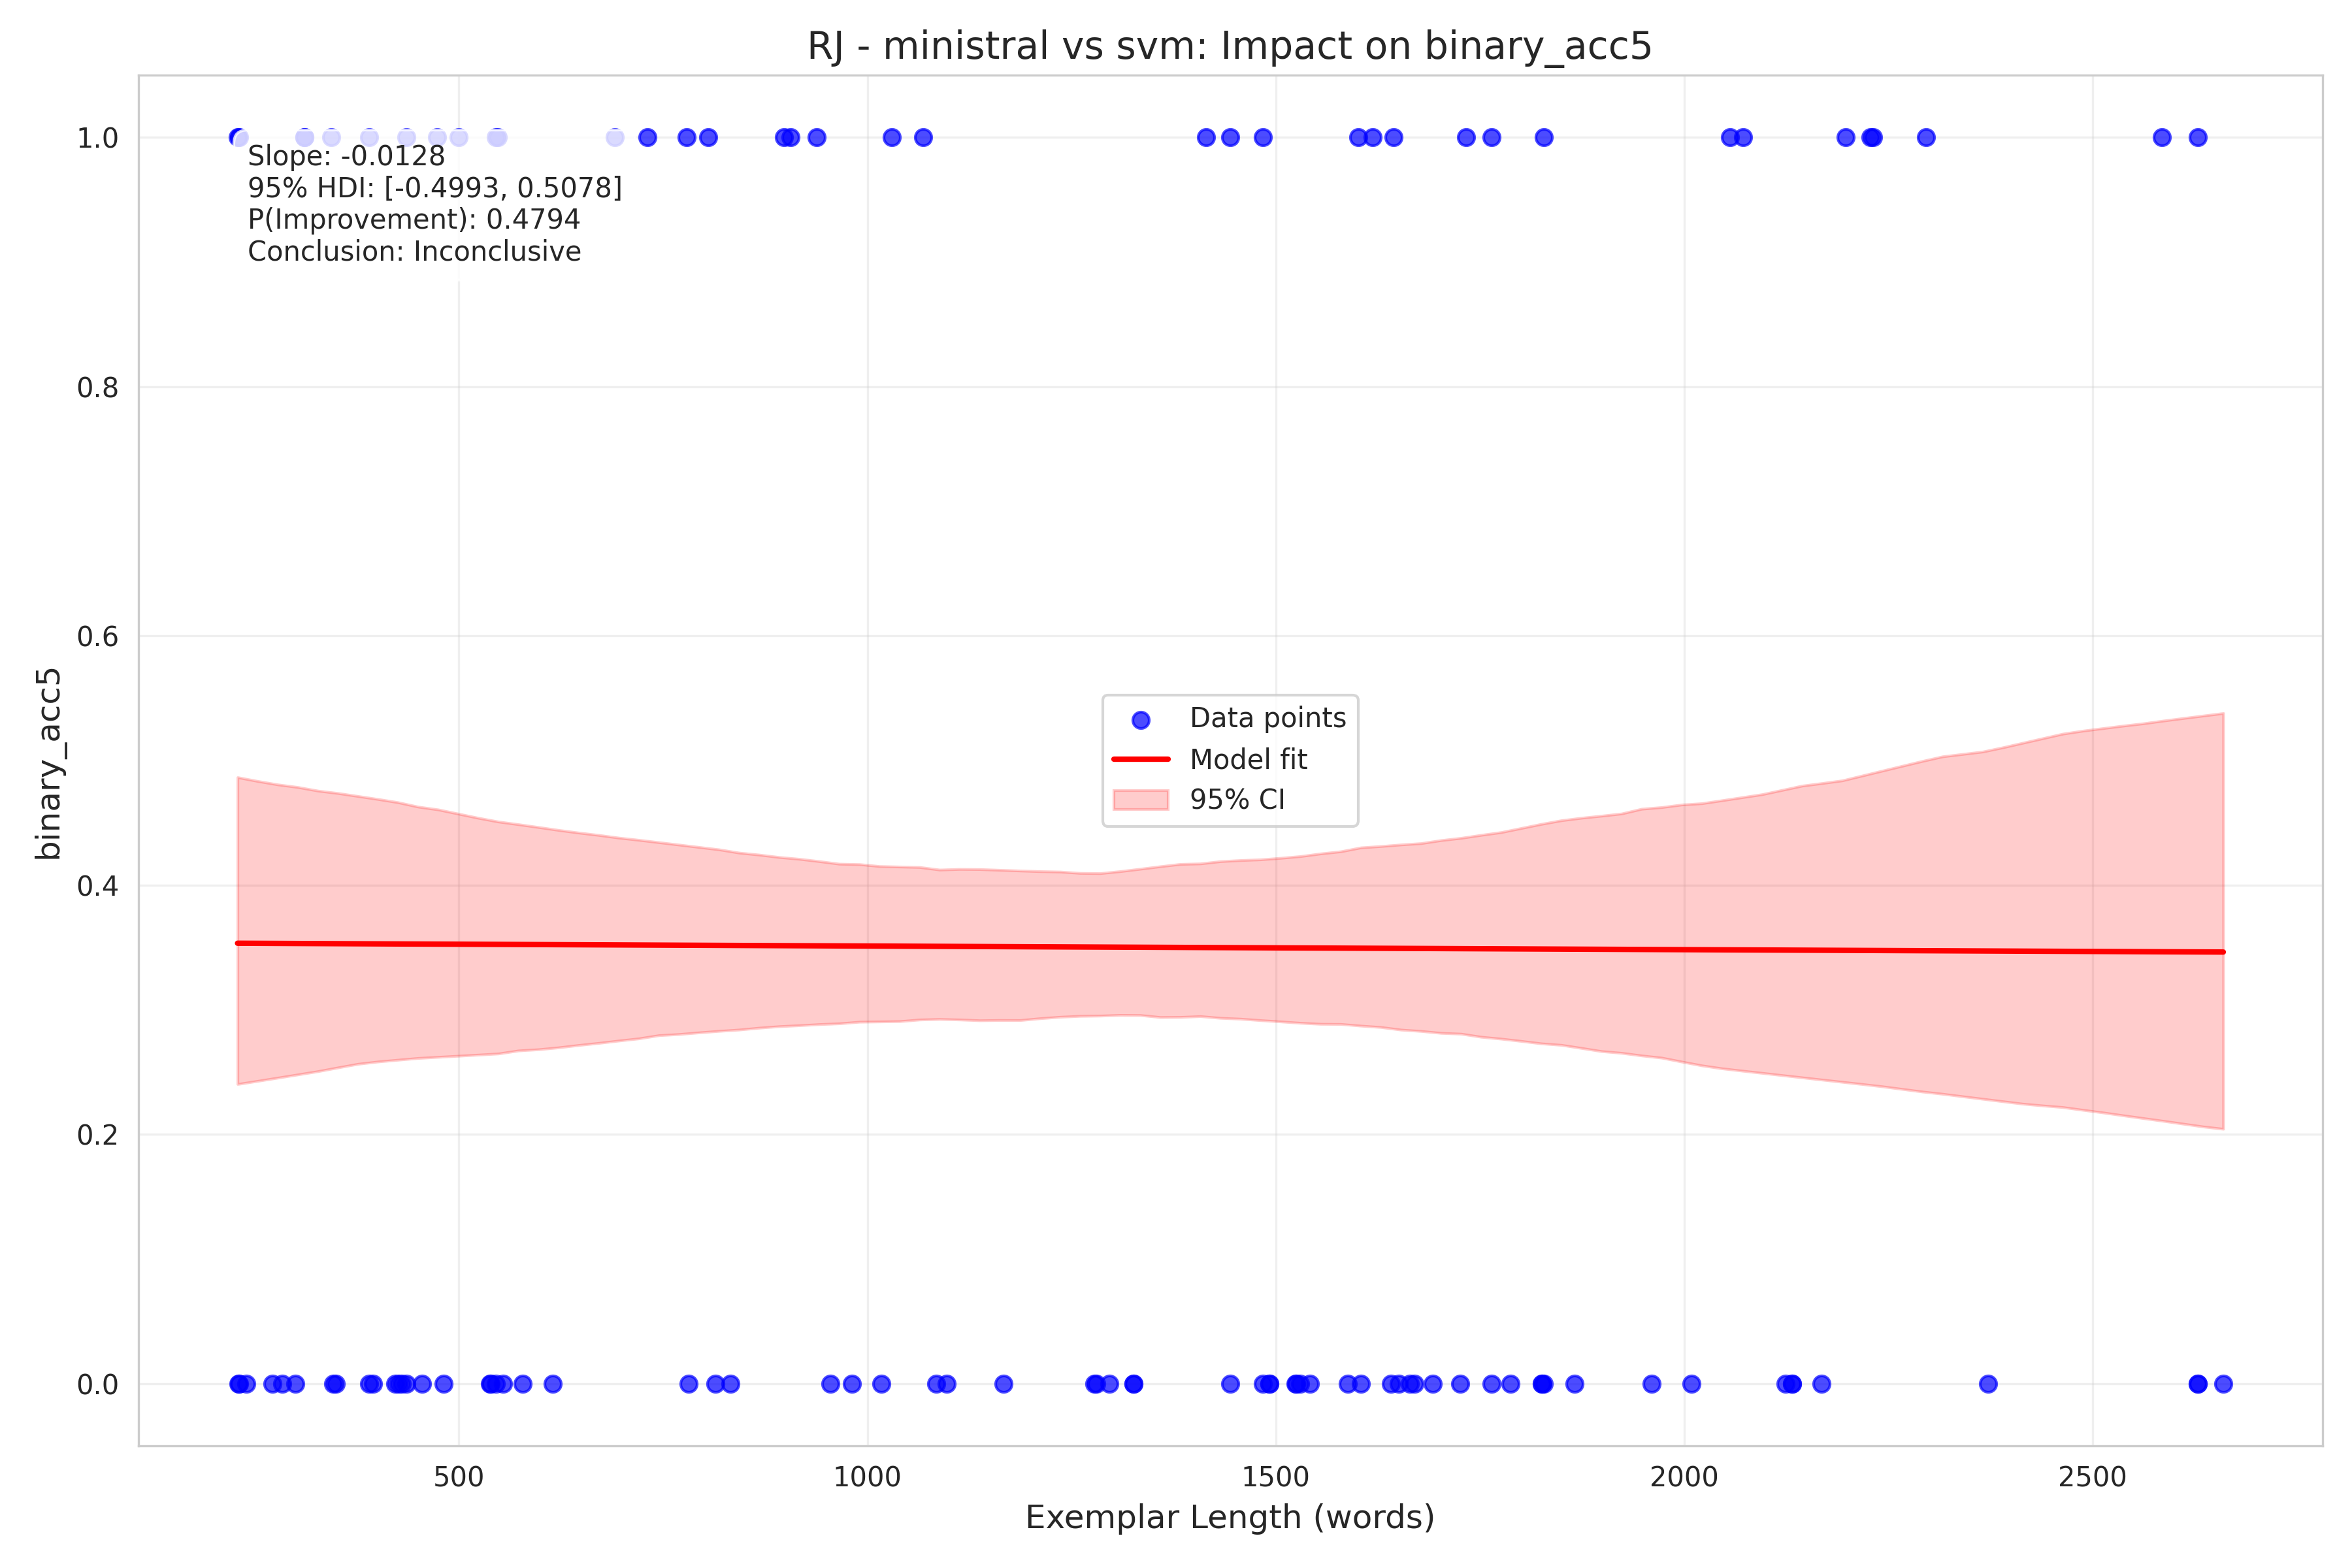 RJ - ministral vs svm: Impact on binary_acc5
1.0
0.8
0.6
0.4
0.2
0.0
binary_acc5
Slope: -0.0128
95% HDI: [-0.4993, 0.5078]
P(Improvement): 0.4794
Conclusion: Inconclusive
Data points
Model fit
95% CI
500
1000
1500
2000
2500
Exemplar Length (words)